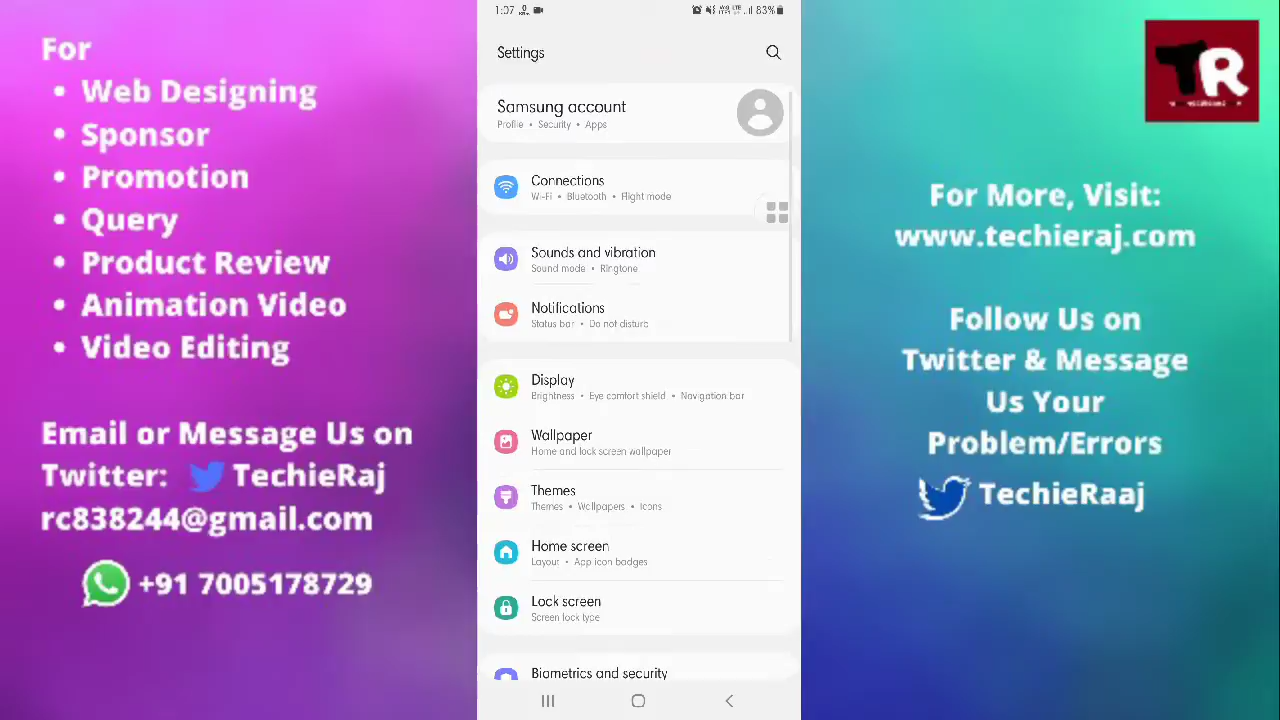 For
• Web Designing
• Sponsor
• Promotion
• Query
• Product Review
• Animation Video
• Video Editing
Email or Message Us on
Twitter: TechieRaj
rc838244@gmail.com
+91 7005178729
1:07
83%
Settings
Samsung account
Profile • Security • Apps
Connections
Wi-Fi • Bluetooth • Flight mode
Sounds and vibration
Sound mode • Ringtone
Notifications
Status bar • Do not disturb
Display
Brightness • Eye comfort shield • Navigation bar
Wallpaper
Home and lock screen wallpaper
Themes
Themes • Wallpapers • Icons
Home screen
Layout • App icon badges
Lock screen
Screen lock type
Biometrics and security
TR
For More, Visit:
www.techieraj.com
Follow Us on
Twitter & Message
Us Your
Problem/Errors
TechieRaaj